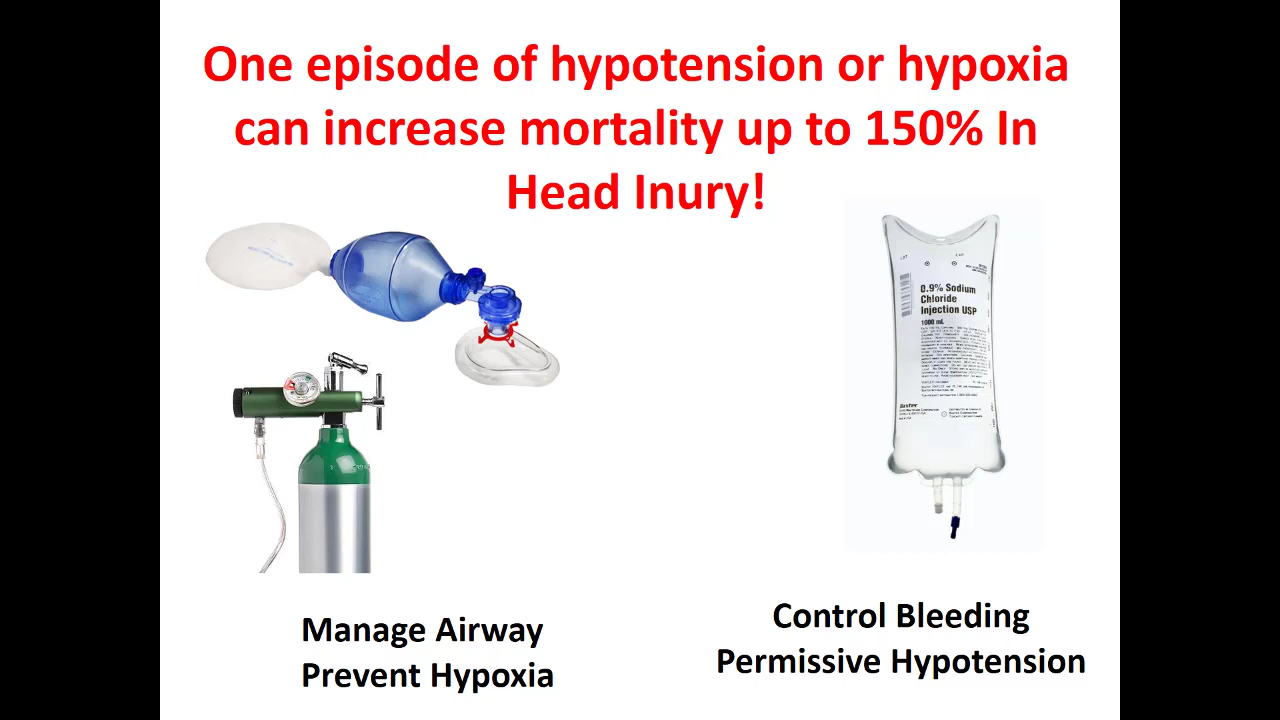 One episode of hypotension or hypoxia
can increase mortality up to 150% In
Head Inury!
0.9% Sodium
Chloride
Injection USP
1000 mL
Baxter
Manage Airway
Prevent Hypoxia
Control Bleeding
Permissive Hypotension